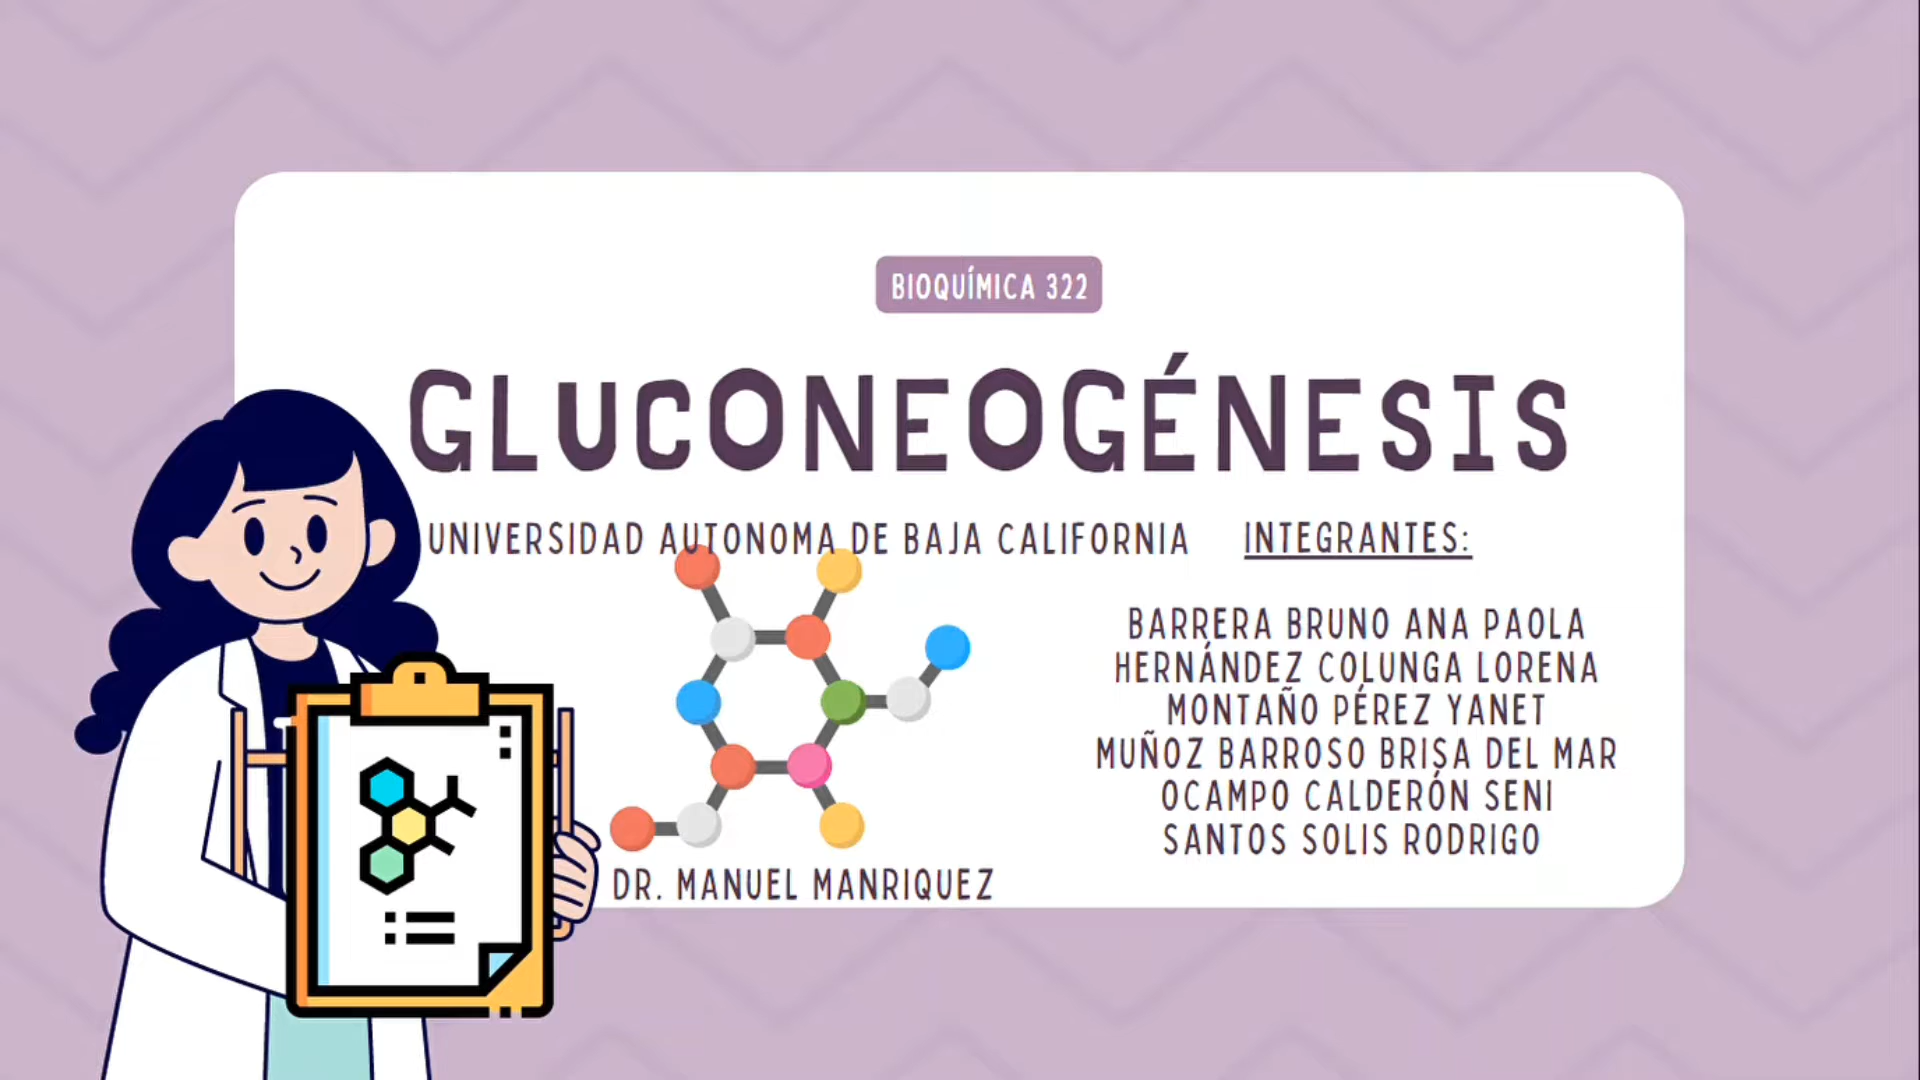 BIOQUÍMICA 322
GLUCONEOGÉNESIS
UNIVERSIDAD AUTONOMA DE BAJA CALIFORNIA
INTEGRANTES:
BARRERA BRUNO ANA PAOLA
HERNÁNDEZ COLUNGA LORENA
MONTAÑO PÉREZ YANET
MUÑOZ BARROSO BRISA DEL MAR
OCAMPO CALDERÓN SENI
SANTOS SOLIS RODRIGO
DR. MANUEL MANRIQUEZ